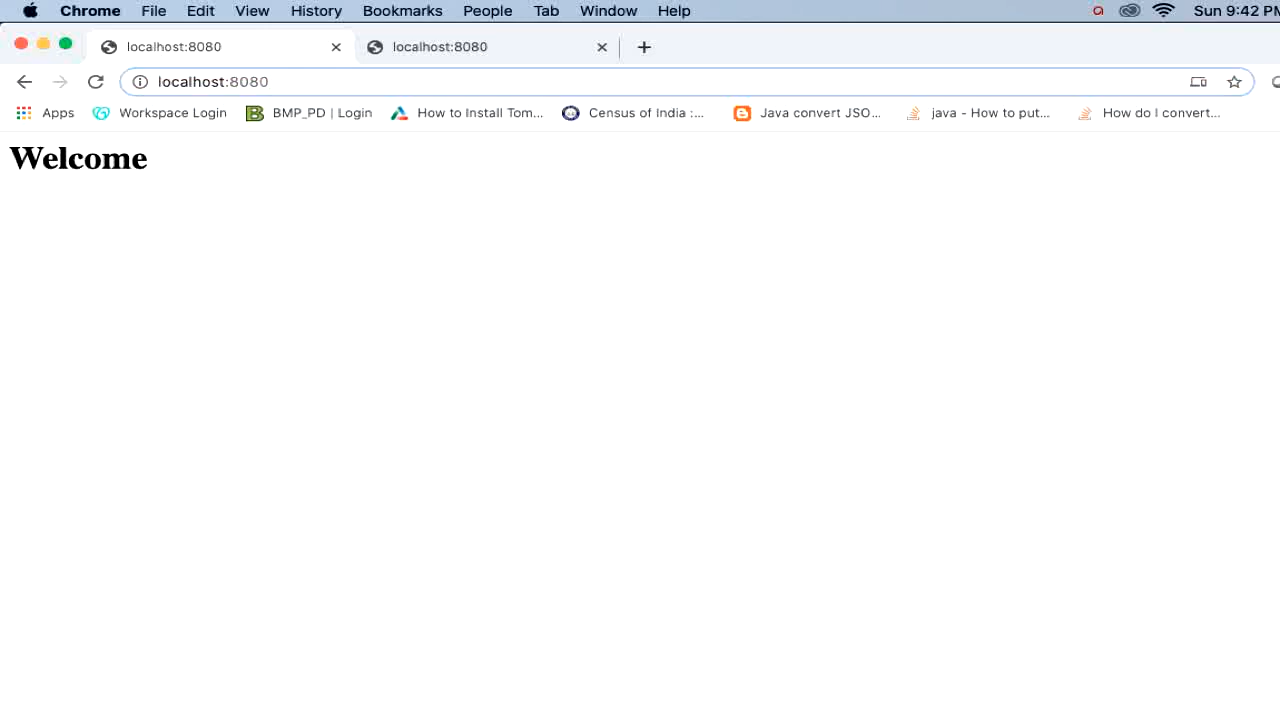 Chrome File Edit View History Bookmarks People Tab Window Help Sun 9:42 PM
localhost:8080 localhost:8080
localhost:8080
Apps Workspace Login BMP_PD | Login How to Install Tom... Census of India :... Java convert JSO... java - How to put... How do I convert...
Welcome